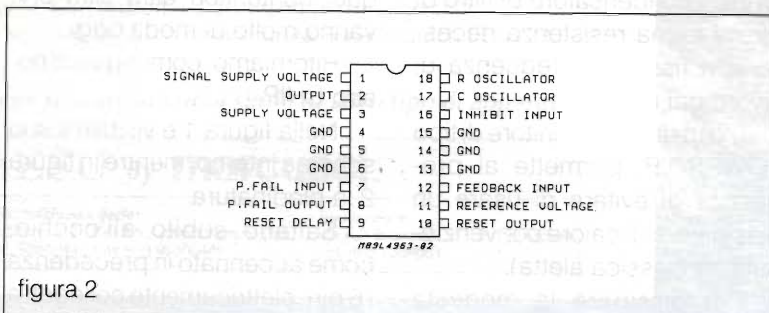 SIGNAL SUPPLY VOLTAGE 1 18 R OSCILLATOR
OUTPUT 2 17 C OSCILLATOR
SUPPLY VOLTAGE 3 16 INHIBIT INPUT
GND 4 15 GND
GND 5 14 GND
GND 6 13 GND
P.FAIL INPUT 7 12 FEEDBACK INPUT
P.FAIL OUTPUT 8 11 REFERENCE VOLTAGE
RESET DELAY 9 10 RESET OUTPUT
M89L4963-02
figura 2